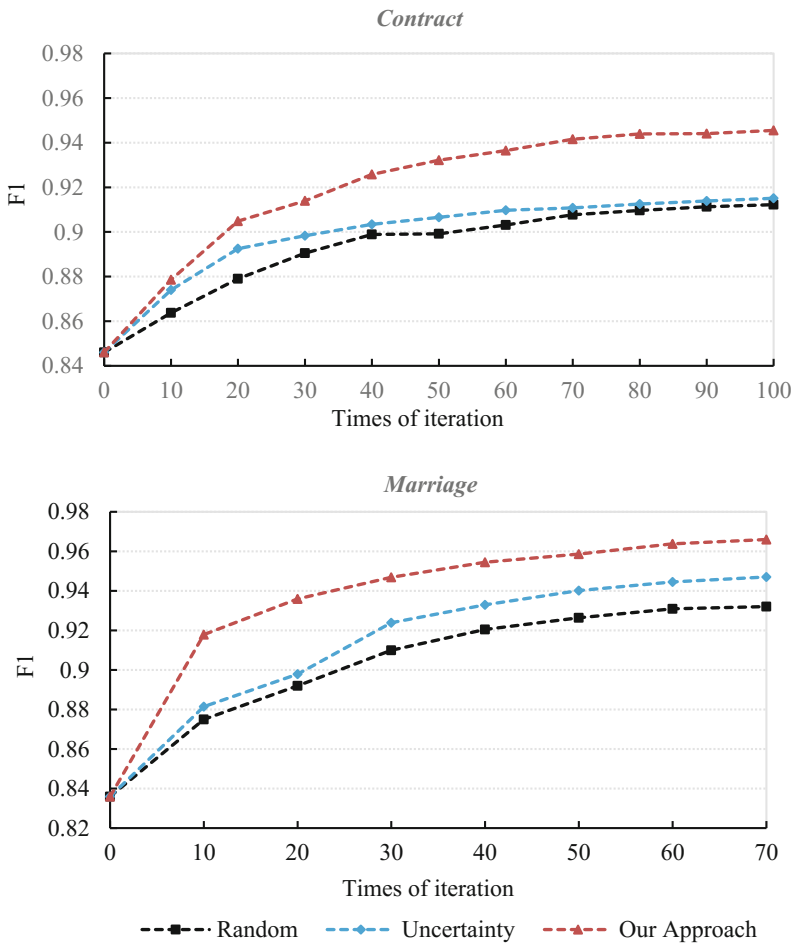 Contract
0.98
0.96
0.94
0.92
0.9
0.88
0.86
0.84
F1
0 10 20 30 40 50 60 70 80 90 100
Times of iteration
Marriage
0.98
0.96
0.94
0.92
0.9
0.88
0.86
0.84
0.82
F1
0 10 20 30 40 50 60 70
Times of iteration
Random Uncertainty Our Approach